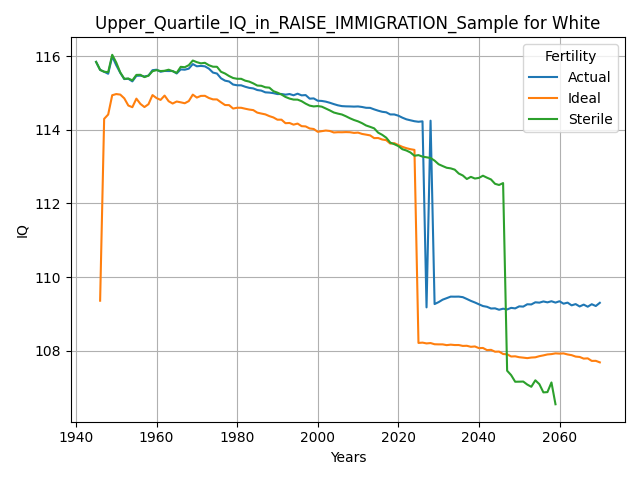 Upper_Quartile_IQ_in_RAISE_IMMIGRATION_Sample for White
Fertility
Actual
Ideal
Sterile
116
114
112
110
108
IQ
1940
1960
1980
2000
2020
2040
2060
Years